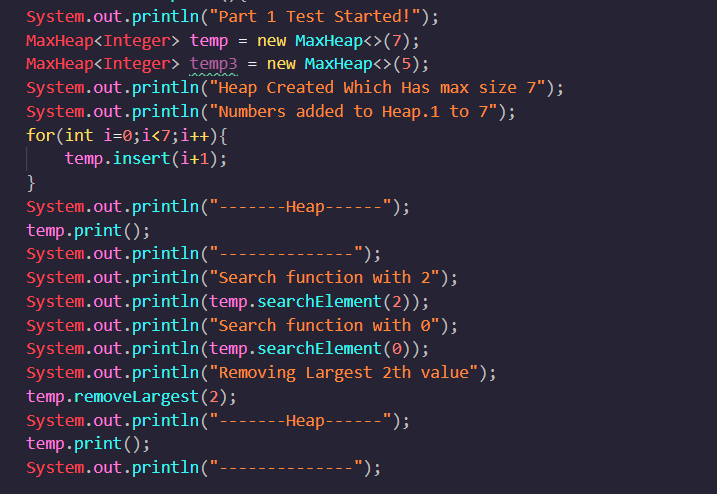 System.out.println("Part 1 Test Started!");
MaxHeap<Integer> temp = new MaxHeap<>(7);
MaxHeap<Integer> temp3 = new MaxHeap<>(5);
System.out.println("Heap Created Which Has max size 7");
System.out.println("Numbers added to Heap.1 to 7");
for(int i=0;i<7;i++){
    temp.insert(i+1);
}
System.out.println("-------Heap------");
temp.print();
System.out.println("--------------");
System.out.println("Search function with 2");
System.out.println(temp.searchElement(2));
System.out.println("Search function with 0");
System.out.println(temp.searchElement(0));
System.out.println("Removing Largest 2th value");
temp.removeLargest(2);
System.out.println("-------Heap------");
temp.print();
System.out.println("--------------");